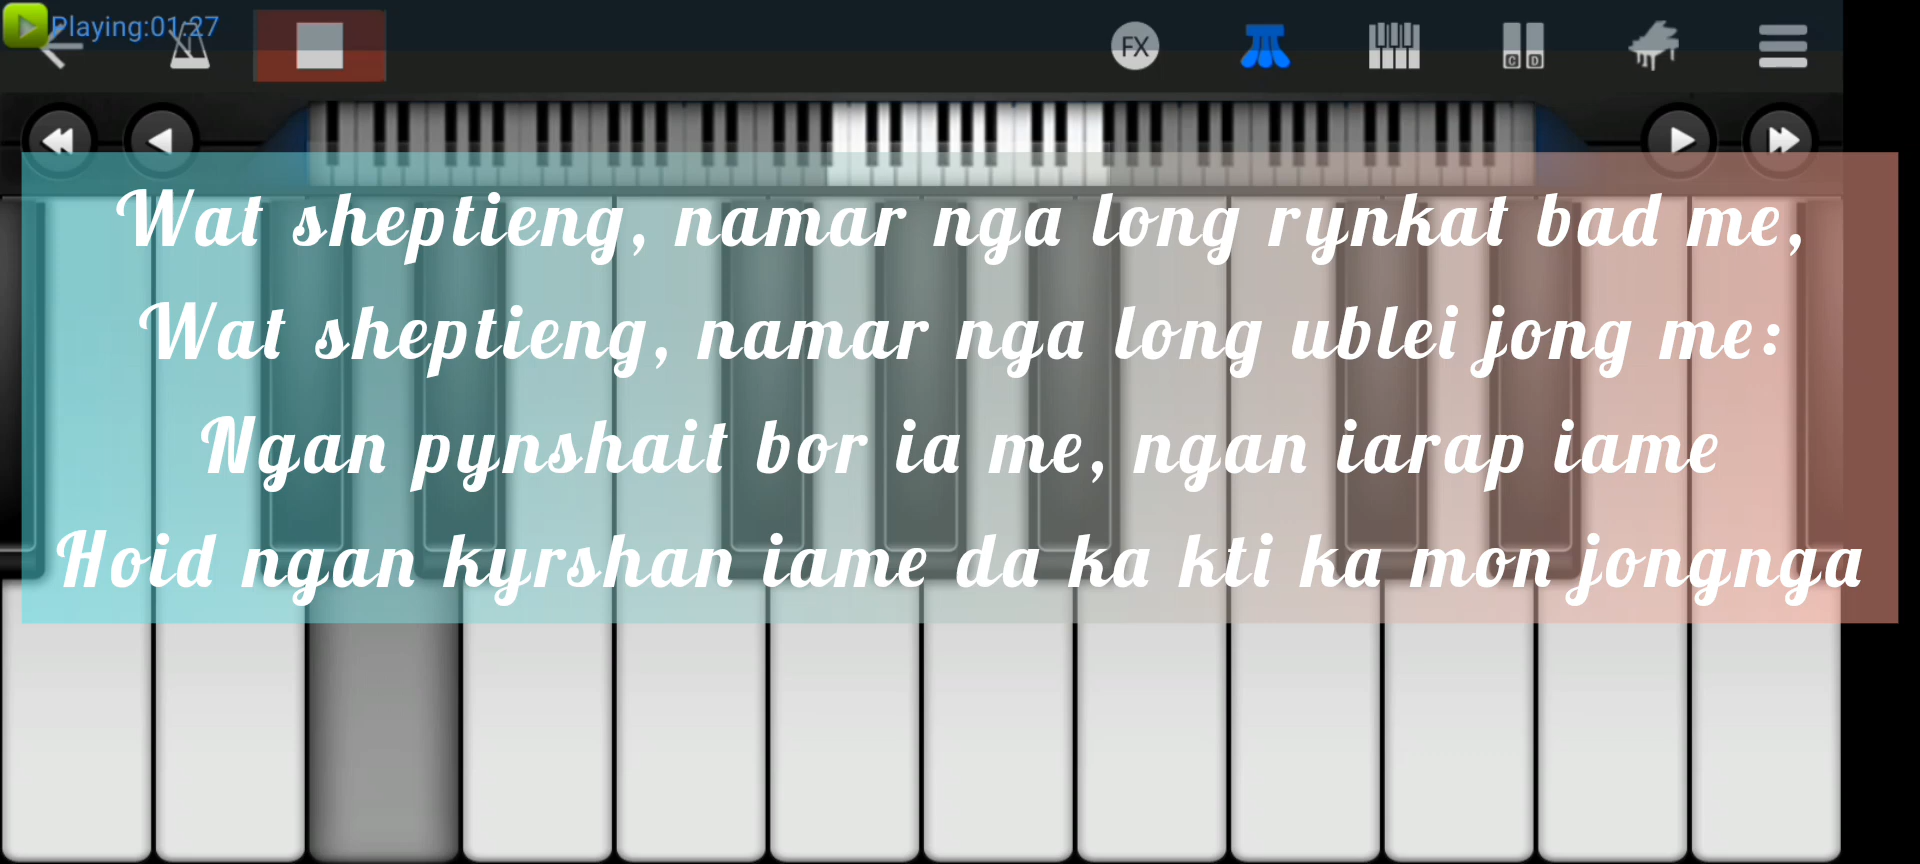 Playing:01:27
FX
C D
Wat sheptieng, namar nga long rynkat bad me,
Wat sheptieng, namar nga long ublei jong me:
Ngan pynshait bor ia me, ngan iarap iame
Hoid ngan kyrshan iame da ka kti ka mon jongnga